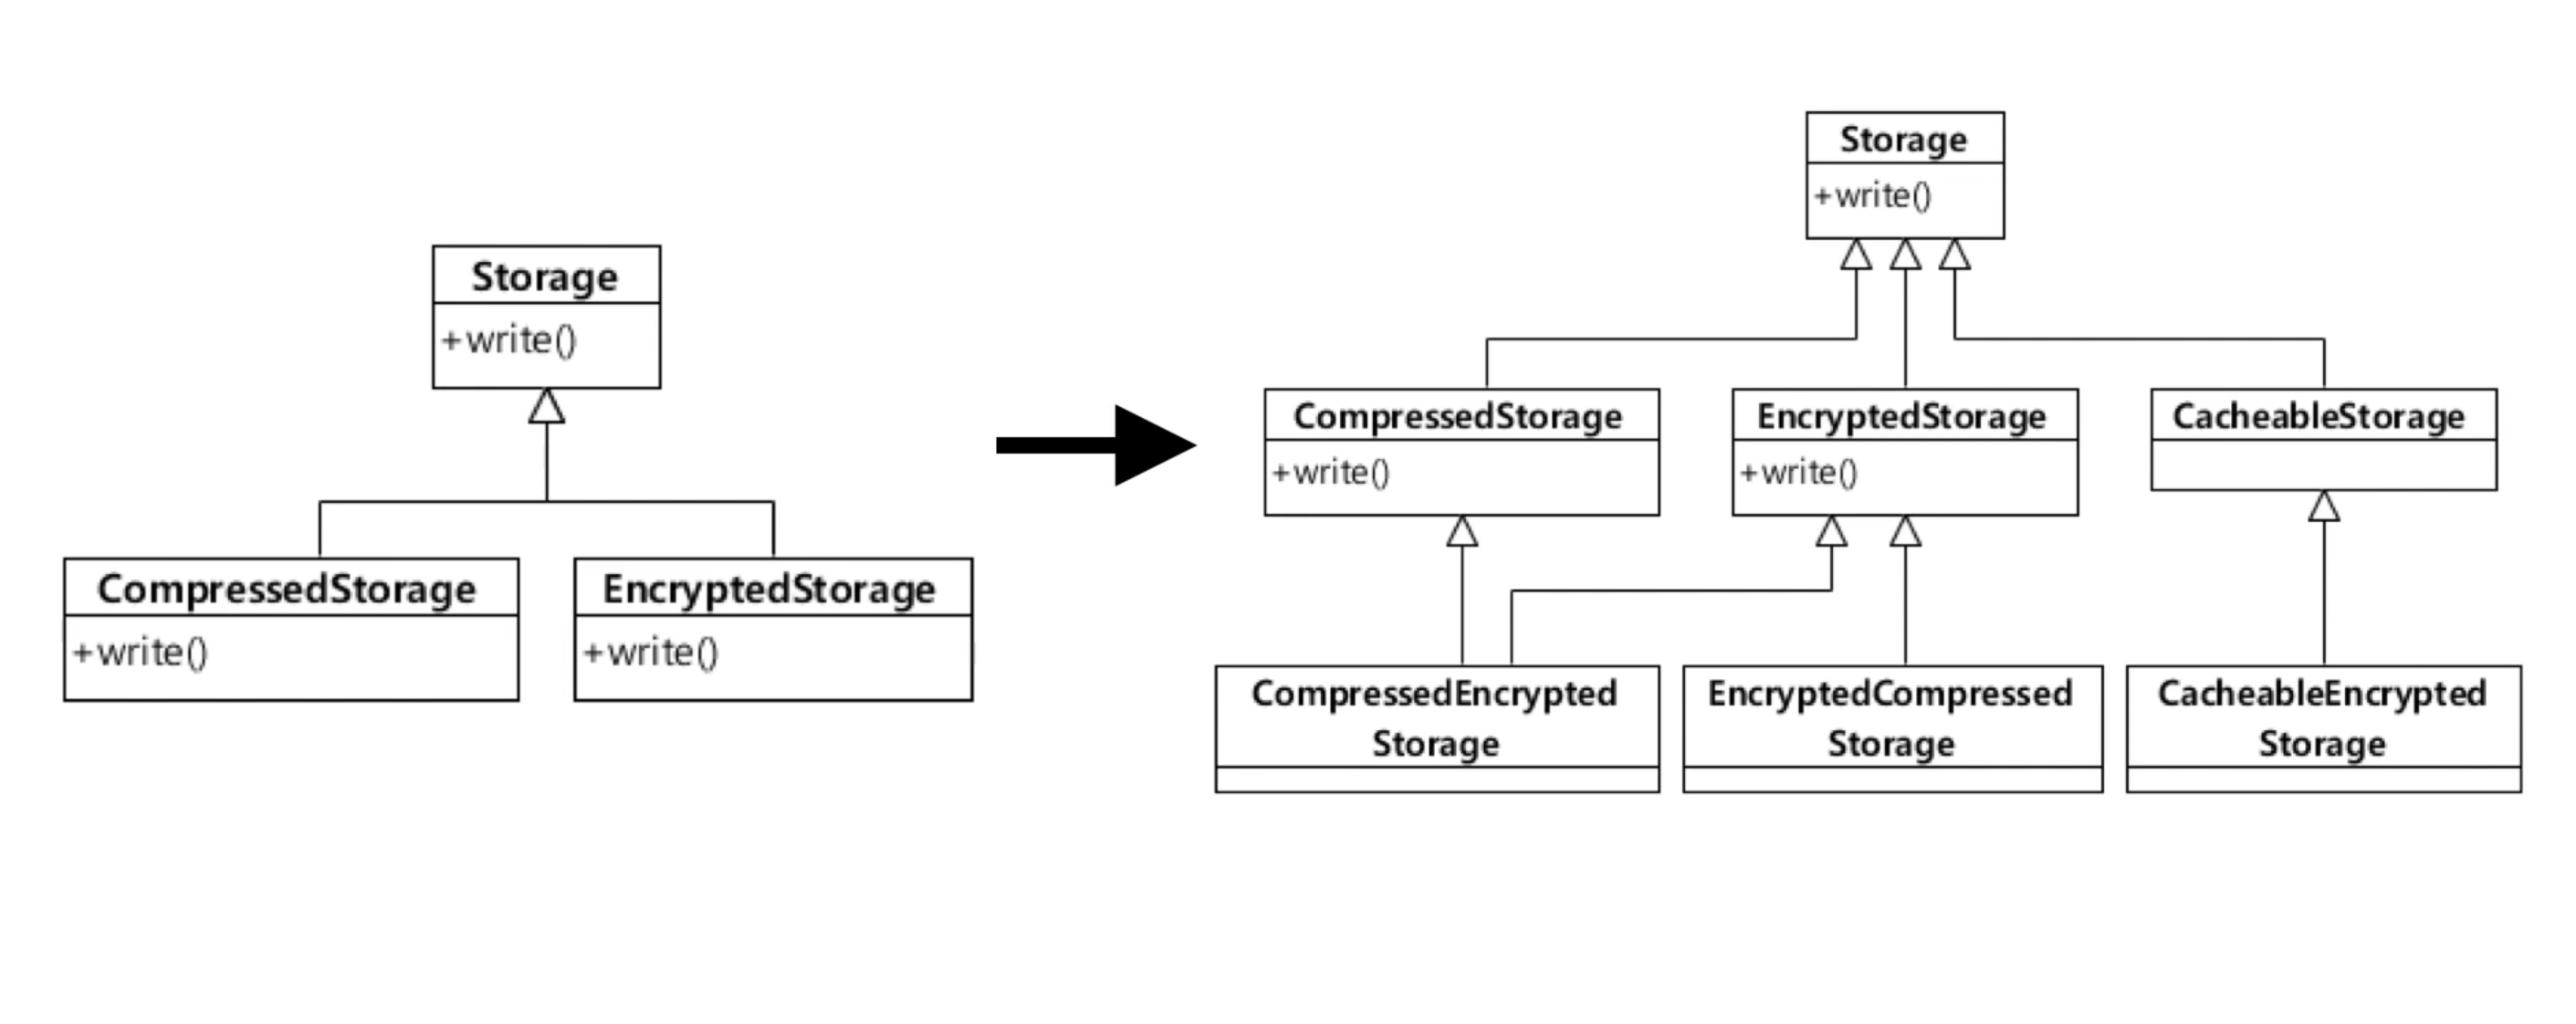 Storage
+write()
CompressedStorage
+write()
EncryptedStorage
+write()
Storage
+write()
CompressedStorage
+write()
EncryptedStorage
+write()
CacheableStorage
CompressedEncrypted
Storage
EncryptedCompressed
Storage
CacheableEncrypted
Storage